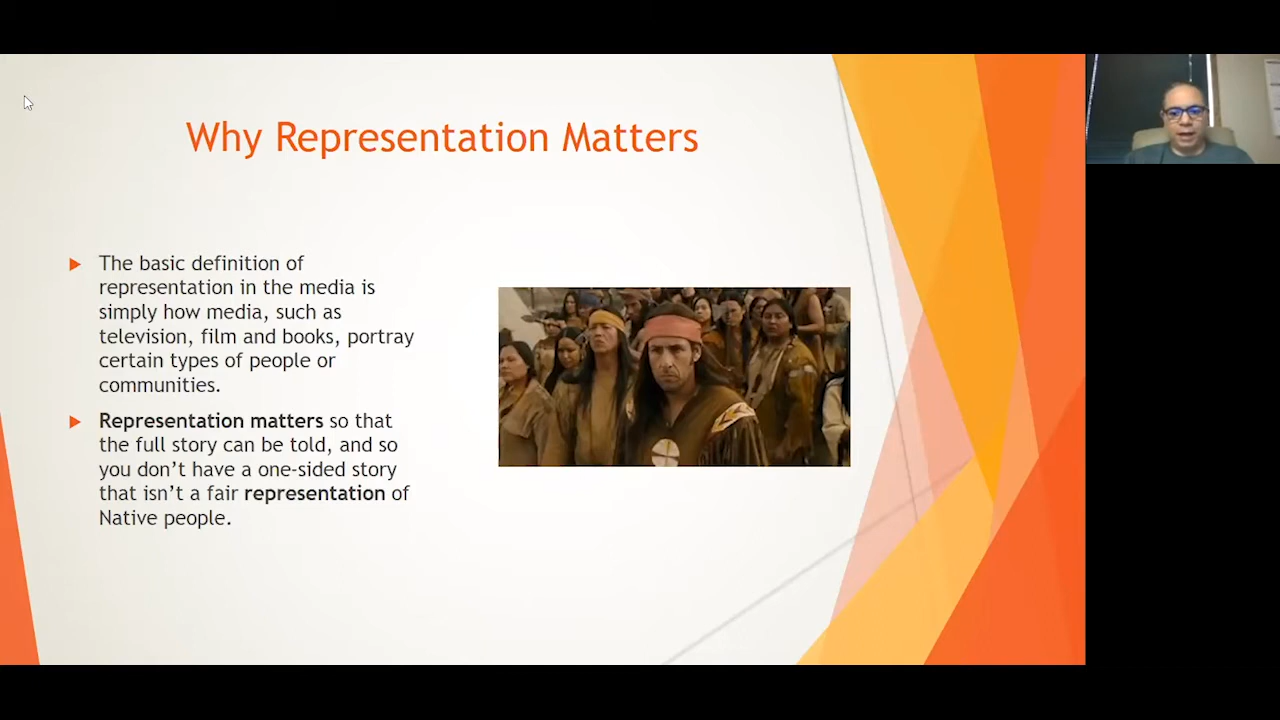 Why Representation Matters
The basic definition of
representation in the media is
simply how media, such as
television, film and books, portray
certain types of people or
communities.
Representation matters so that
the full story can be told, and so
you don’t have a one-sided story
that isn’t a fair representation of
Native people.